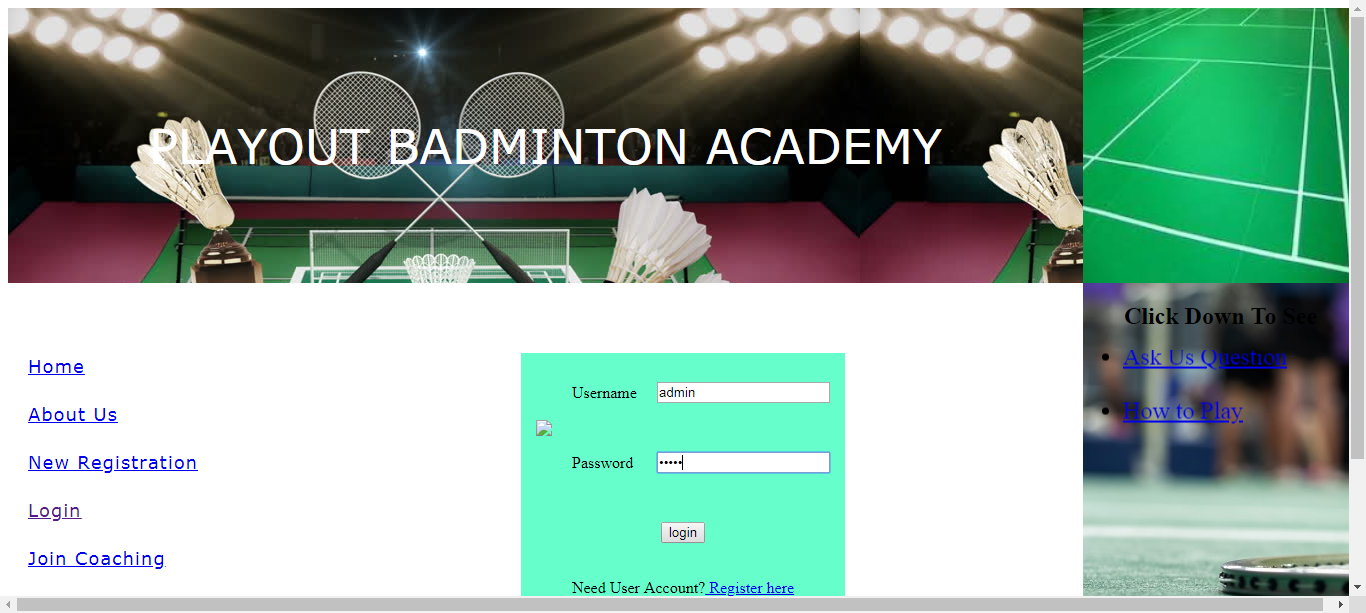 PLAYOUT BADMINTON ACADEMY
Home
About Us
New Registration
Login
Join Coaching
Username admin
Password •••••
login
Need User Account? Register here
Click Down To See
Ask Us Question
How to Play